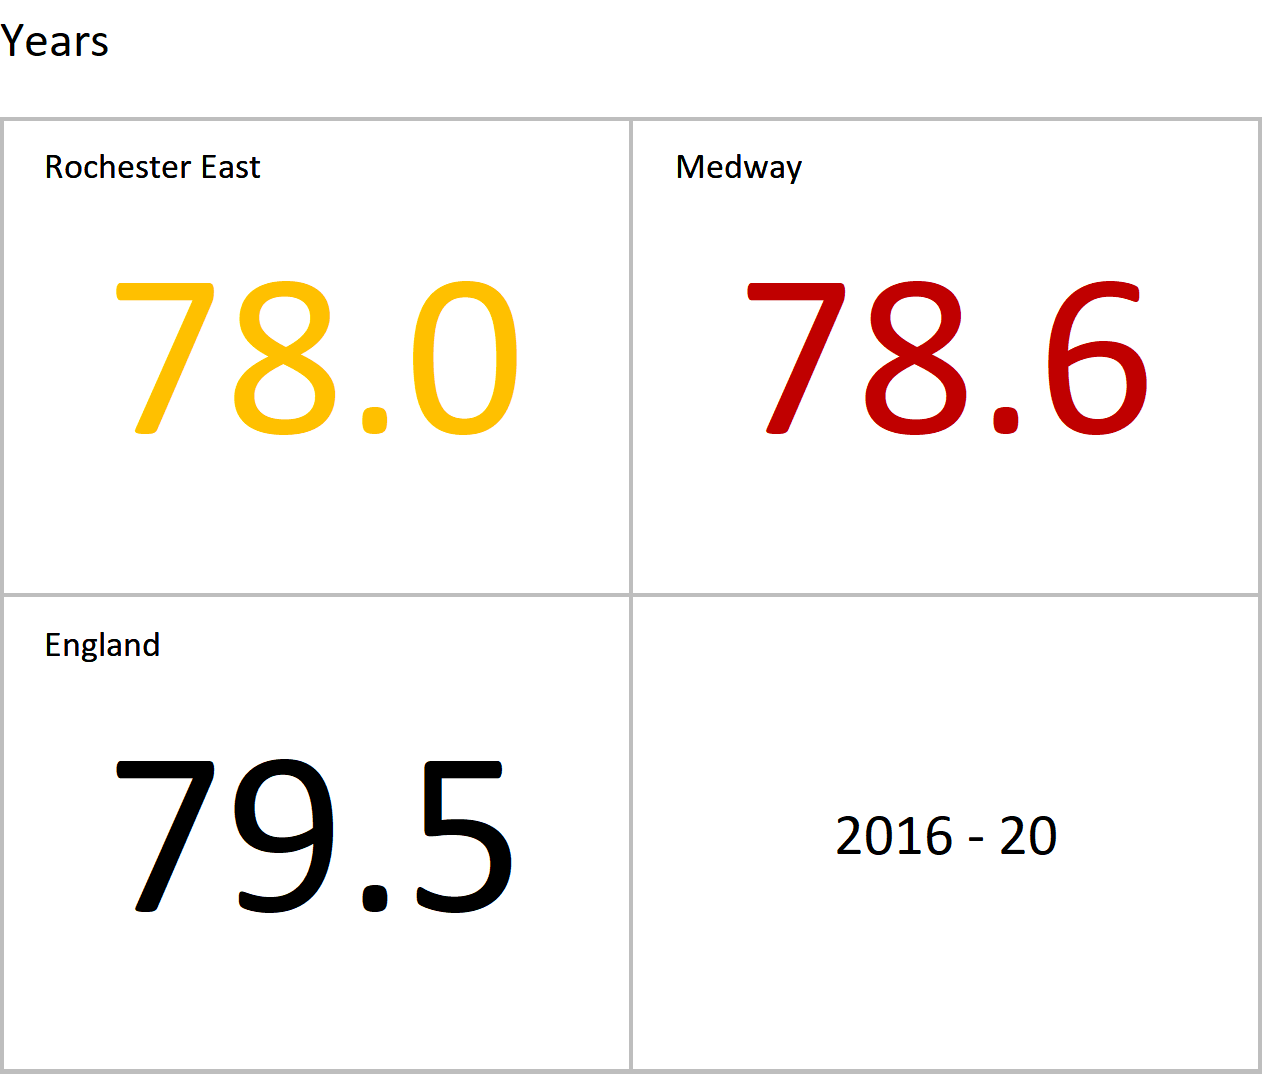 Years
Rochester East
78.0
Medway
78.6
England
79.5
2016 - 20